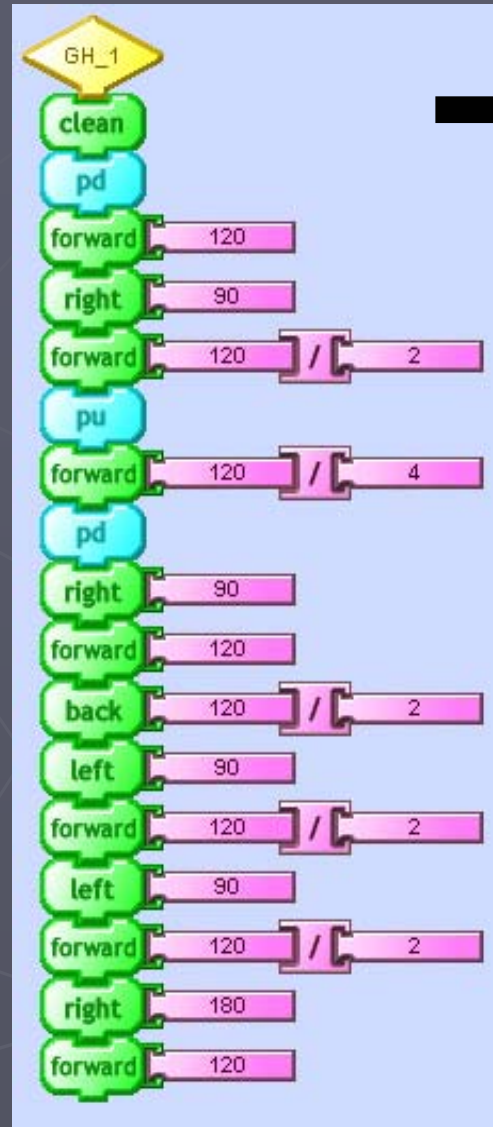 GH_1
clean
pd
forward 120
right 90
forward 120 / 2
pu
forward 120 / 4
pd
right 90
forward 120
back 120 / 2
left 90
forward 120 / 2
left 90
forward 120 / 2
right 180
forward 120